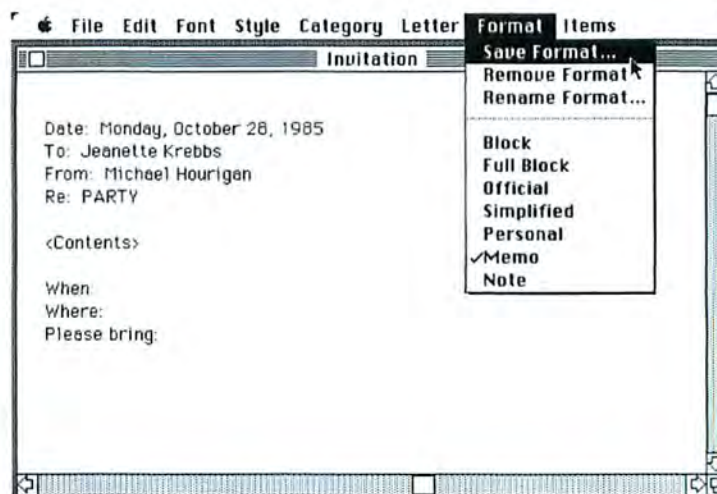 File Edit Font Style Category Letter Format Items
Invitation
Save Format...
Remove Format
Rename Format...
Block
Full Block
Official
Simplified
Personal
✓Memo
Note
Date: Monday, October 28, 1985
To: Jeanette Krebbs
From: Michael Hourigan
Re: PARTY
<Contents>
When:
Where:
Please bring: